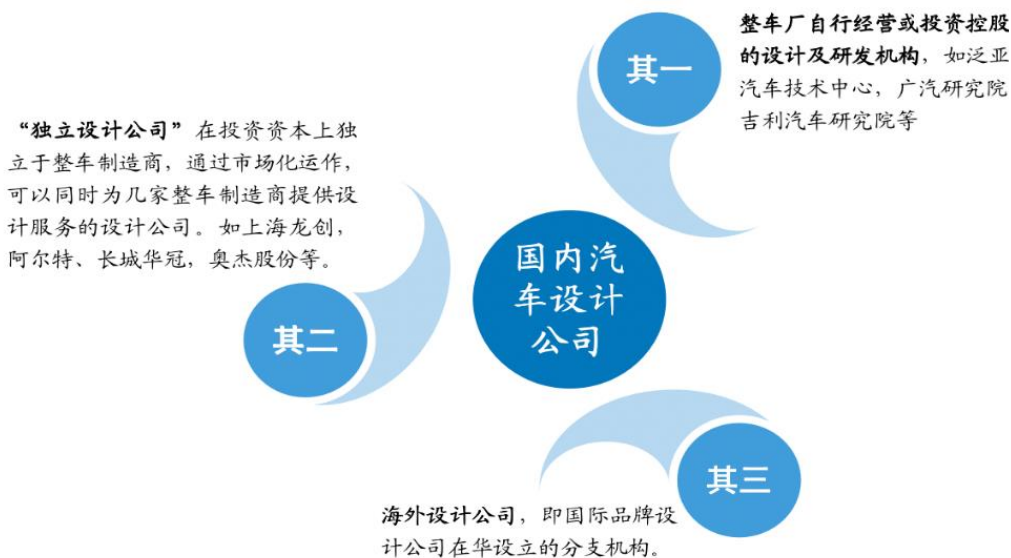 国内汽
车设计
公司
其一
整车厂自行经营或投资控股
的设计及研发机构，如泛亚
汽车技术中心，广汽研究院
吉利汽车研究院等
其二
“独立设计公司”在投资资本上独
立于整车制造商，通过市场化运作，
可以同时为几家整车制造商提供设
计服务的设计公司。如上海龙创，
阿尔特、长城华冠，奥杰股份等。
其三
海外设计公司，即国际品牌设
计公司在华设立的分支机构。